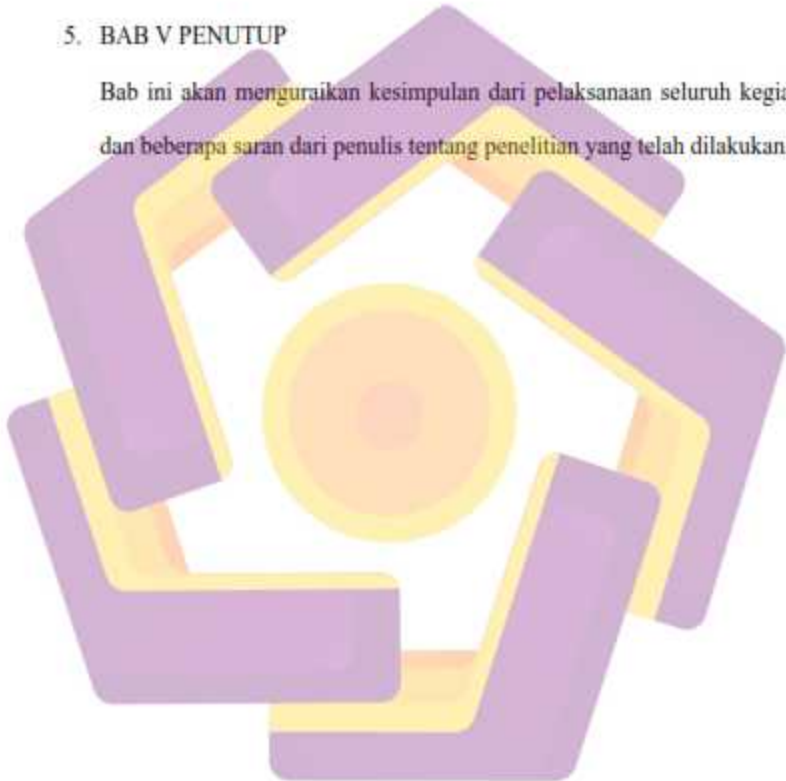 5. BAB V PENUTUP
Bab ini akan menguraikan kesimpulan dari pelaksanaan seluruh kegia
dan beberapa saran dari penulis tentang penelitian yang telah dilakukan